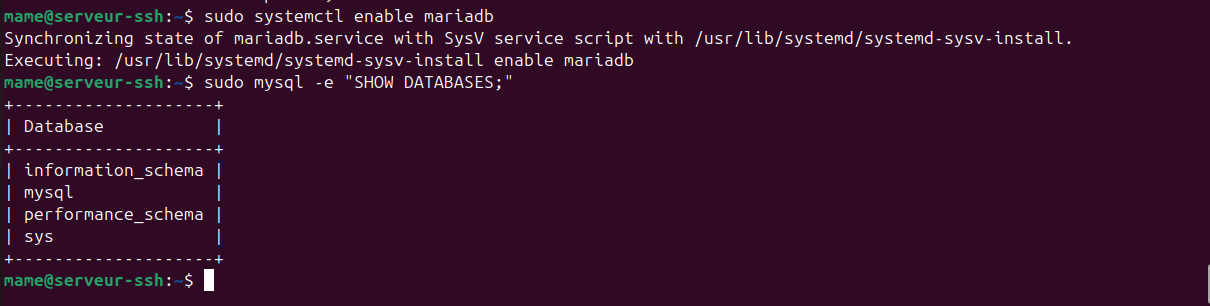 mame@serveur-ssh:~$ sudo systemctl enable mariadb
Synchronizing state of mariadb.service with SysV service script with /usr/lib/systemd/systemd-sysv-install.
Executing: /usr/lib/systemd/systemd-sysv-install enable mariadb
mame@serveur-ssh:~$ sudo mysql -e "SHOW DATABASES;"
+--------------------+
| Database           |
+--------------------+
| information_schema |
| mysql              |
| performance_schema |
| sys                |
+--------------------+
mame@serveur-ssh:~$